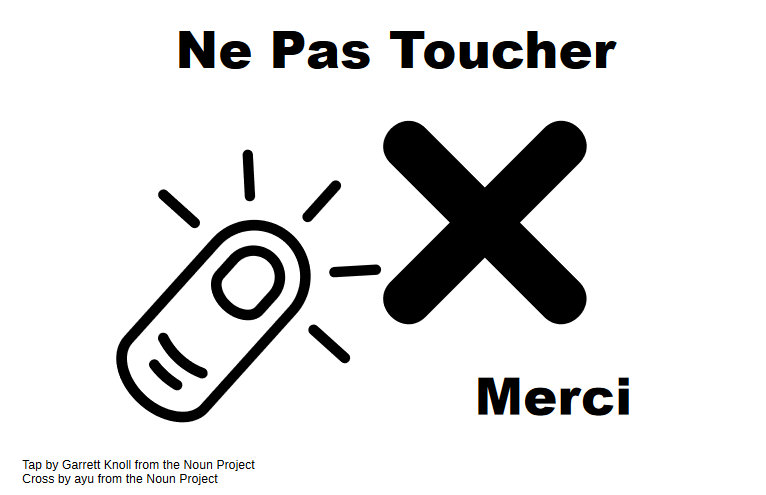 Ne Pas Toucher
Merci
Tap by Garrett Knoll from the Noun Project
Cross by ayu from the Noun Project